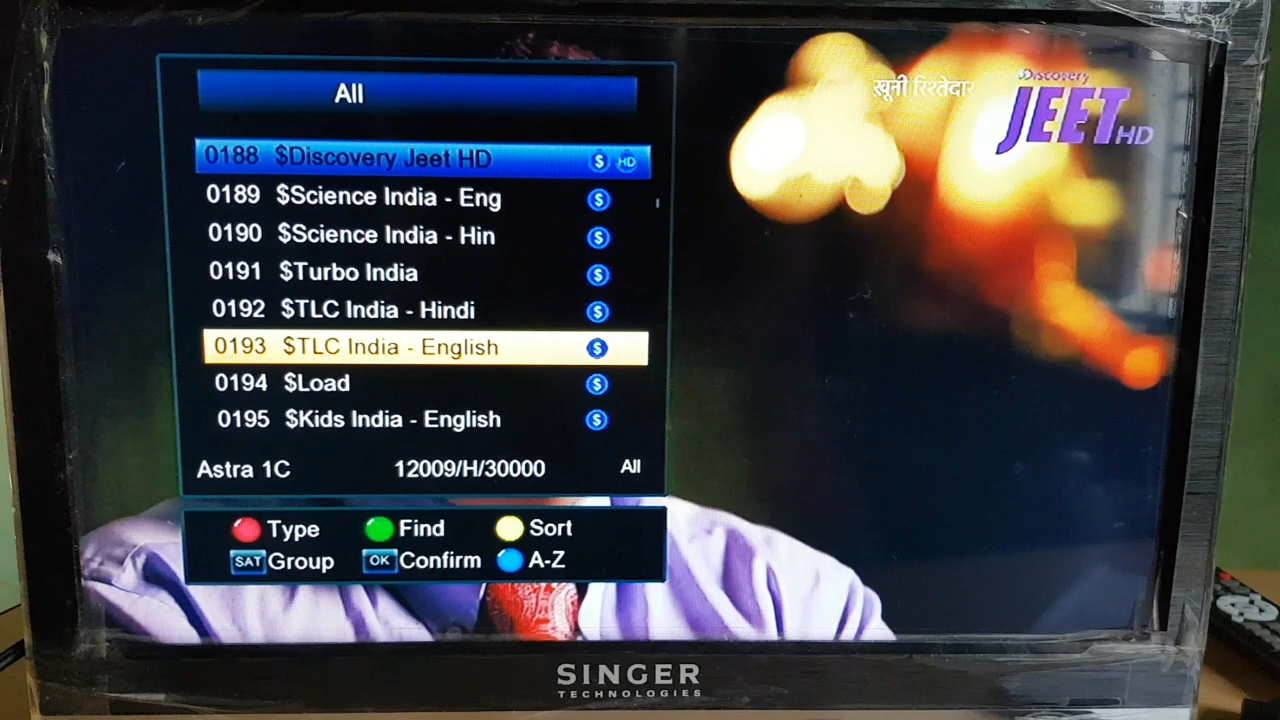 All
0188 $Discovery Jeet HD $ HD
0189 $Science India - Eng $
0190 $Science India - Hin $
0191 $Turbo India $
0192 $TLC India - Hindi $
0193 $TLC India - English $
0194 $Load $
0195 $Kids India - English $
Astra 1C 12009/H/30000 All
Type Find Sort
SAT Group OK Confirm A-Z
ख़ूनी रिश्तेदार
Discovery
JEET HD
SINGER
TECHNOLOGIES